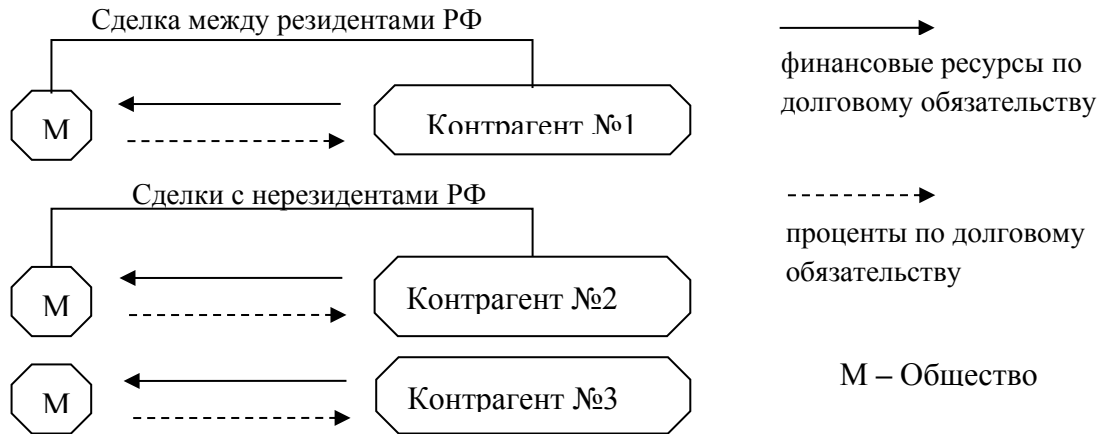 Сделка между резидентами РФ
М
Контрагент №1
Сделки с нерезидентами РФ
М
Контрагент №2
М
Контрагент №3
финансовые ресурсы по
долговому обязательству
проценты по долговому
обязательству
М – Общество